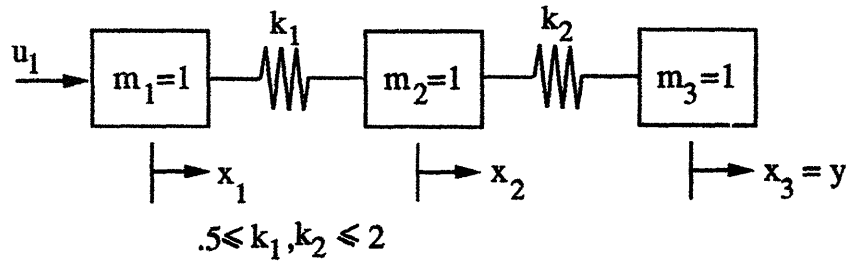 k₁ k₂
u₁ m₁=1 m₂=1 m₃=1
x₁ x₂ x₃ = y
.5⩽ k₁,k₂ ⩽ 2